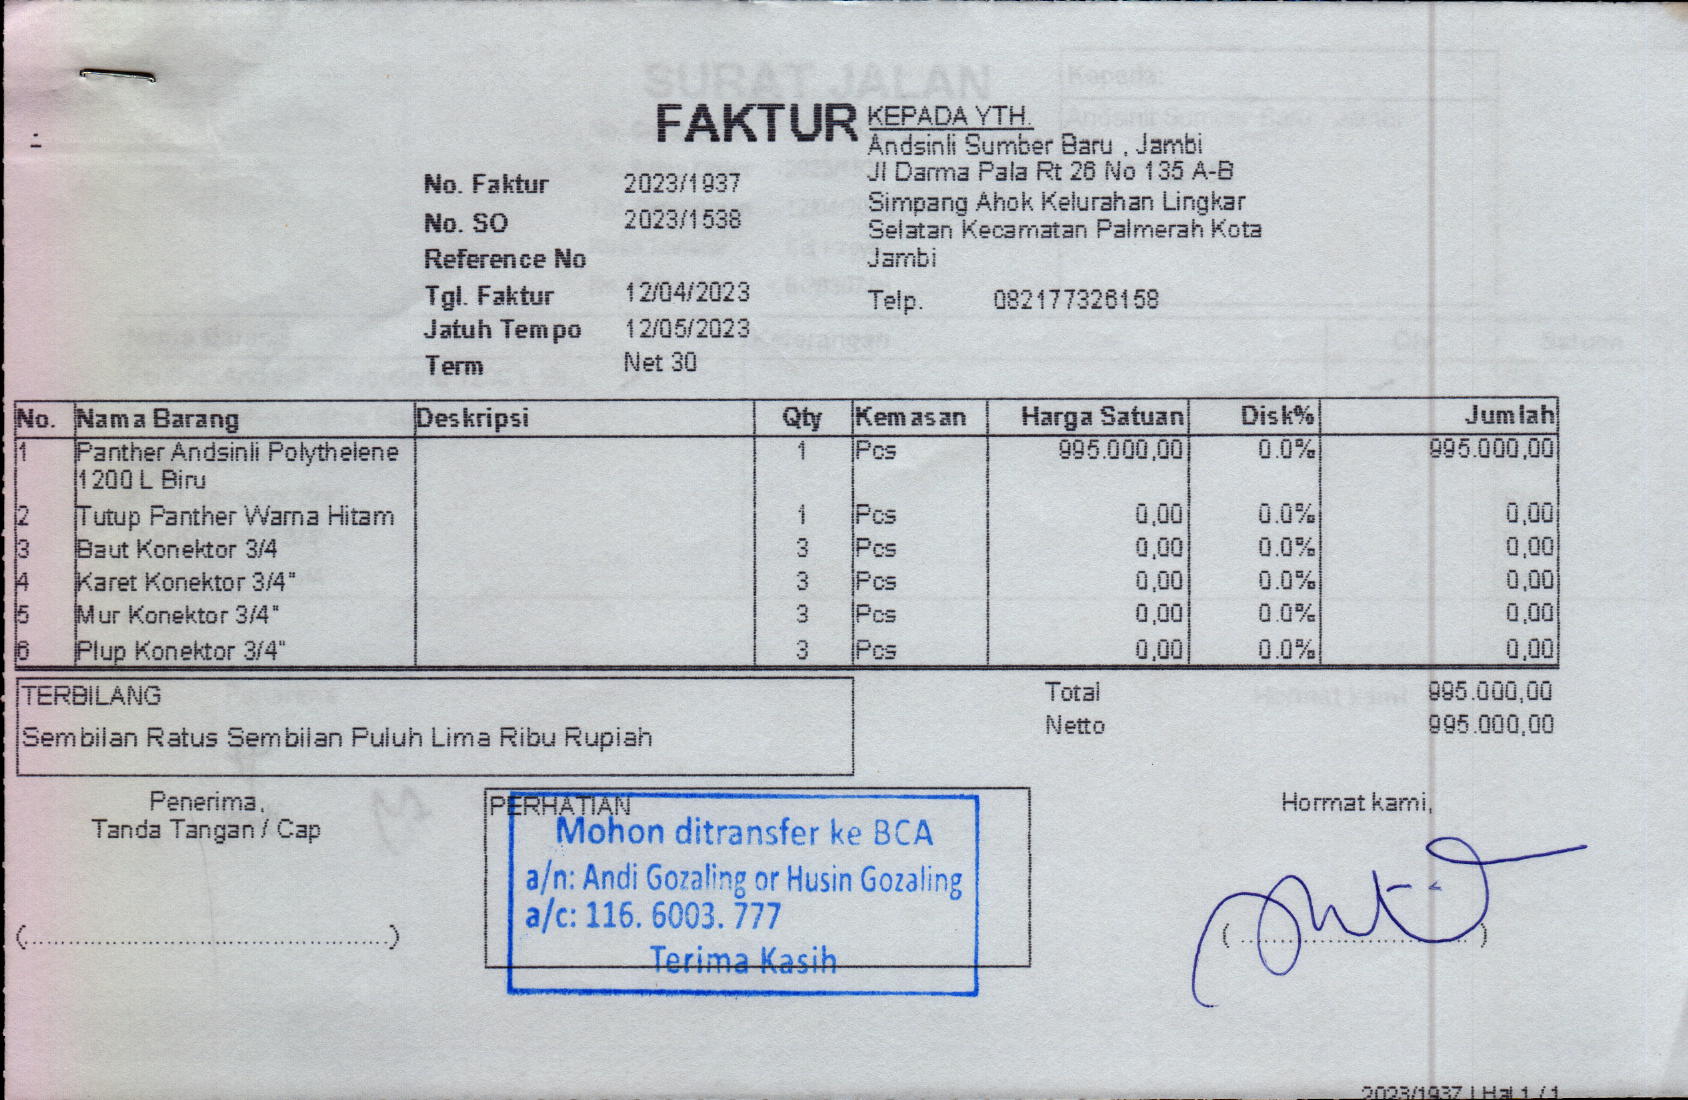 FAKTUR
KEPADA YTH.
Andsinli Sumber Baru , Jambi
Jl Darma Pala Rt 26 No 135 A-B
Simpang Ahok Kelurahan Lingkar
Selatan Kecamatan Palmerah Kota
Jambi
Telp. 082177326158
No. Faktur 2023/1937
No. SO 2023/1538
Reference No
Tgl. Faktur 12/04/2023
Jatuh Tempo 12/05/2023
Term Net 30
No. Nama Barang Deskripsi Qty Kemasan Harga Satuan Disk% Jumlah
1 Panther Andsinli Polythelene 1 Pcs 995.000,00 0.0% 995.000,00
1200 L Biru
2 Tutup Panther Warna Hitam 1 Pcs 0,00 0.0% 0,00
3 Baut Konektor 3/4 3 Pcs 0,00 0.0% 0,00
4 Karet Konektor 3/4" 3 Pcs 0,00 0.0% 0,00
5 Mur Konektor 3/4" 3 Pcs 0,00 0.0% 0,00
6 Plup Konektor 3/4" 3 Pcs 0,00 0.0% 0,00
TERBILANG
Sembilan Ratus Sembilan Puluh Lima Ribu Rupiah
Total 995.000,00
Netto 995.000,00
Penerima,
Tanda Tangan / Cap
(................................................)
PERHATIAN
Mohon ditransfer ke BCA
a/n: Andi Gozaling or Husin Gozaling
a/c: 116. 6003. 777
Terima Kasih
Hormat kami,
(................................)
2023/1937 | Hal 1 / 1